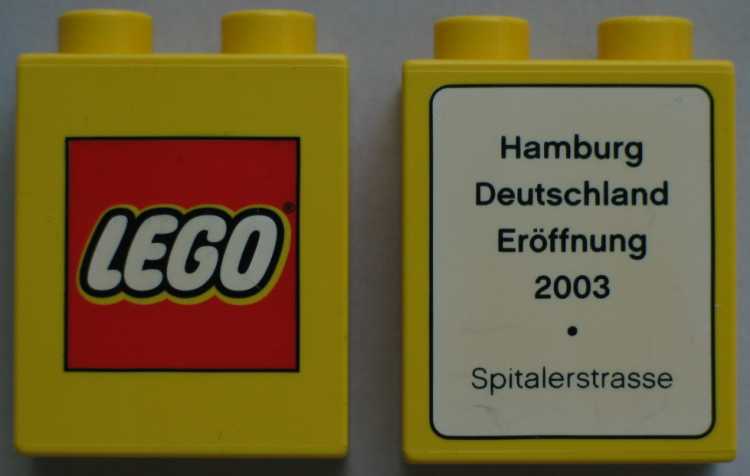 LEGO®
Hamburg
Deutschland
Eröffnung
2003
•
Spitalerstrasse